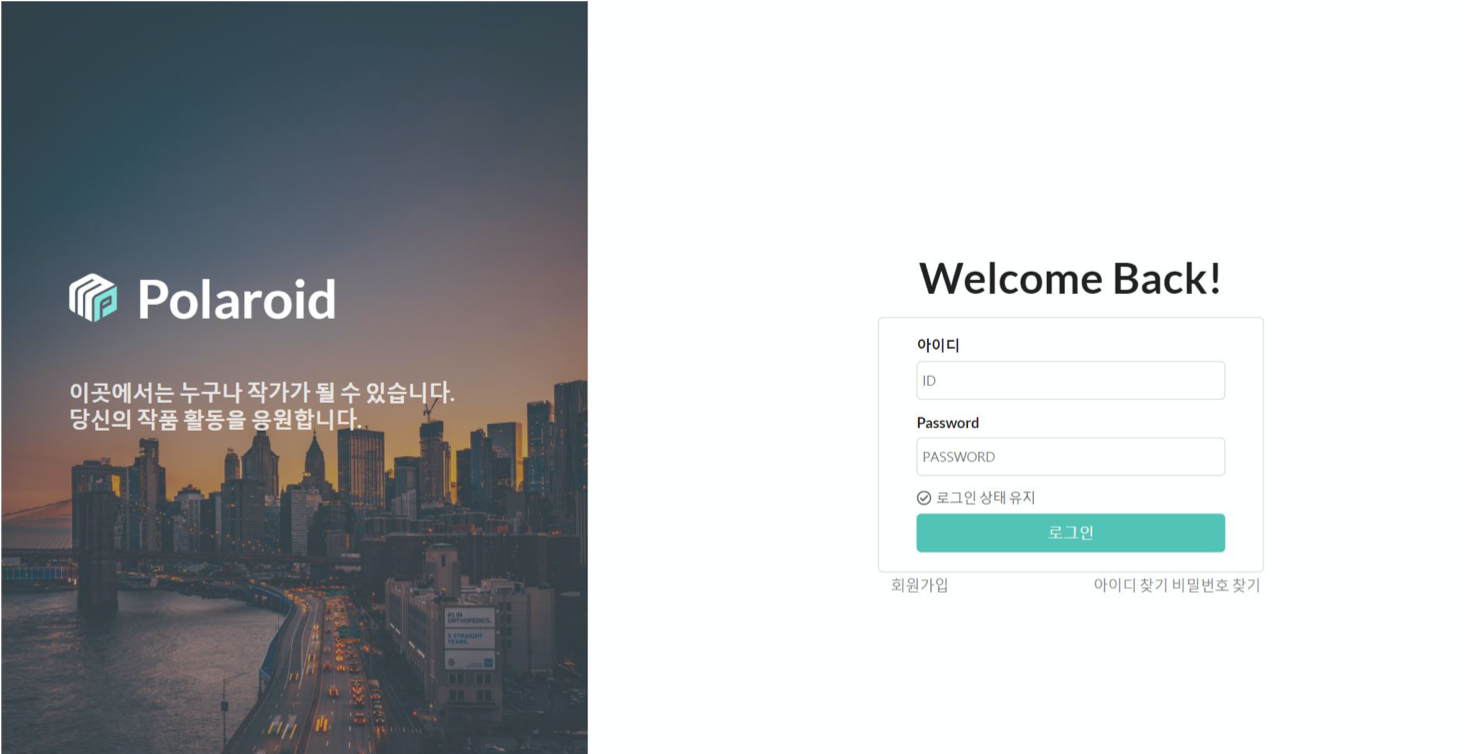 Polaroid
이곳에서는 누구나 작가가 될 수 있습니다.
당신의 작품 활동을 응원합니다.
#1 IN
ORTHOPEDICS.
5 STRAIGHT
YEARS.
Welcome Back!
아이디
ID
Password
PASSWORD
로그인 상태 유지
로그인
회원가입
아이디 찾기 비밀번호 찾기